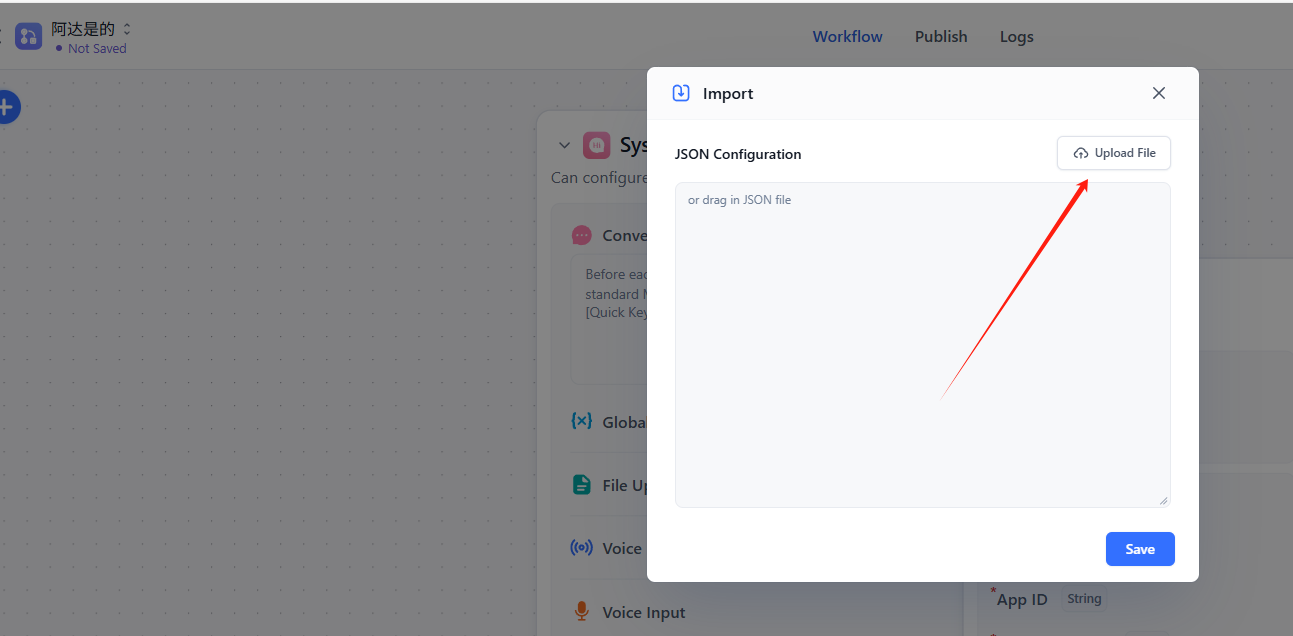 阿达是的
Not Saved
Workflow
Publish
Logs
Import
JSON Configuration
Upload File
or drag in JSON file
Sys
Can configure
Conve
Before eac
standard
[Quick Key
Global
File Up
Voice
Voice Input
Save
*App ID
String